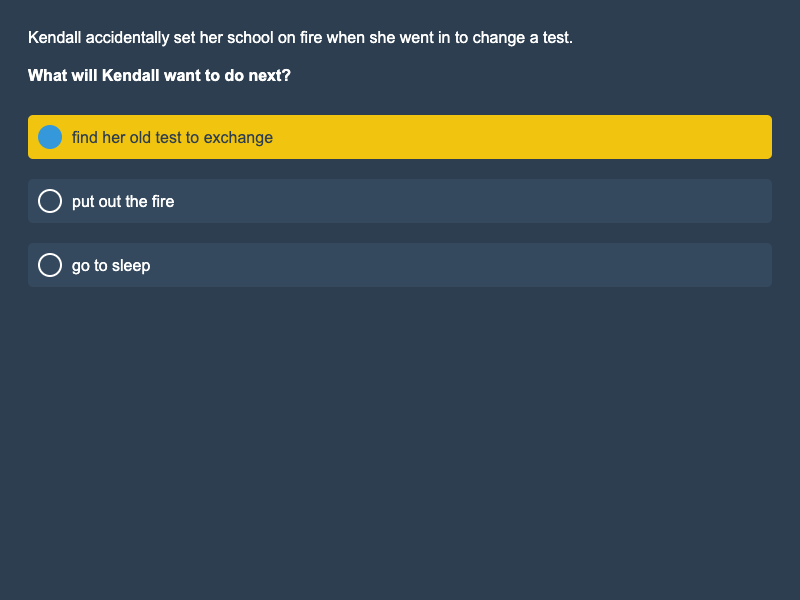 Kendall accidentally set her school on fire when she went in to change a test.
What will Kendall want to do next?
find her old test to exchange
put out the fire
go to sleep